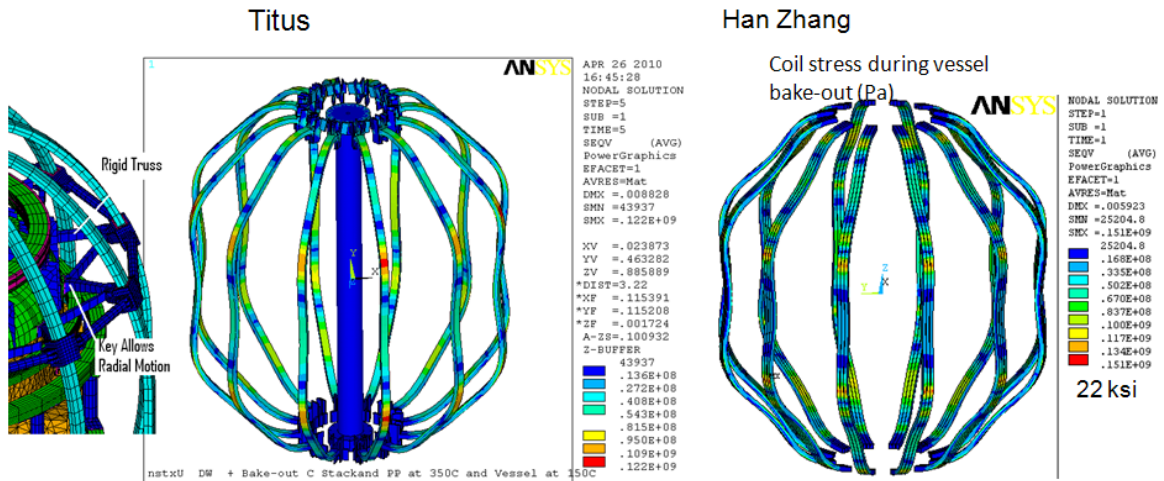 Titus
Han Zhang
Rigid Truss
Key Allows
Radial Motion
1
ANSYS
APR 26 2010
16:45:28
NODAL SOLUTION
STEP=5
SUB =1
TIME=5
SEQV (AVG)
PowerGraphics
EFACET=1
AVRES=Mat
DMX =.008828
SMN =43937
SMX =.122E+09
XV =.023873
YV =.463282
ZV =.885889
*DIST=3.22
*XF =.115391
*YF =.115208
*ZF =.001724
A-ZS=.100932
Z-BUFFER
43937
.136E+08
.272E+08
.408E+08
.543E+08
.815E+08
.950E+08
.109E+09
.122E+09
Y
X
nstxU DW + Bake-out C Stackand PP at 350C and Vessel at 150C
Coil stress during vessel
bake-out (Pa)
ANSYS
NODAL SOLUTION
STEP=1
SUB =1
TIME=1
SEQV (AVG)
PowerGraphics
EFACET=1
AVRES=Mat
DMX =.005923
SMN =25204.8
SMX =.151E+09
25204.8
.168E+08
.335E+08
.502E+08
.670E+08
.837E+08
.100E+09
.117E+09
.134E+09
.151E+09
Z
X
Y
22 ksi